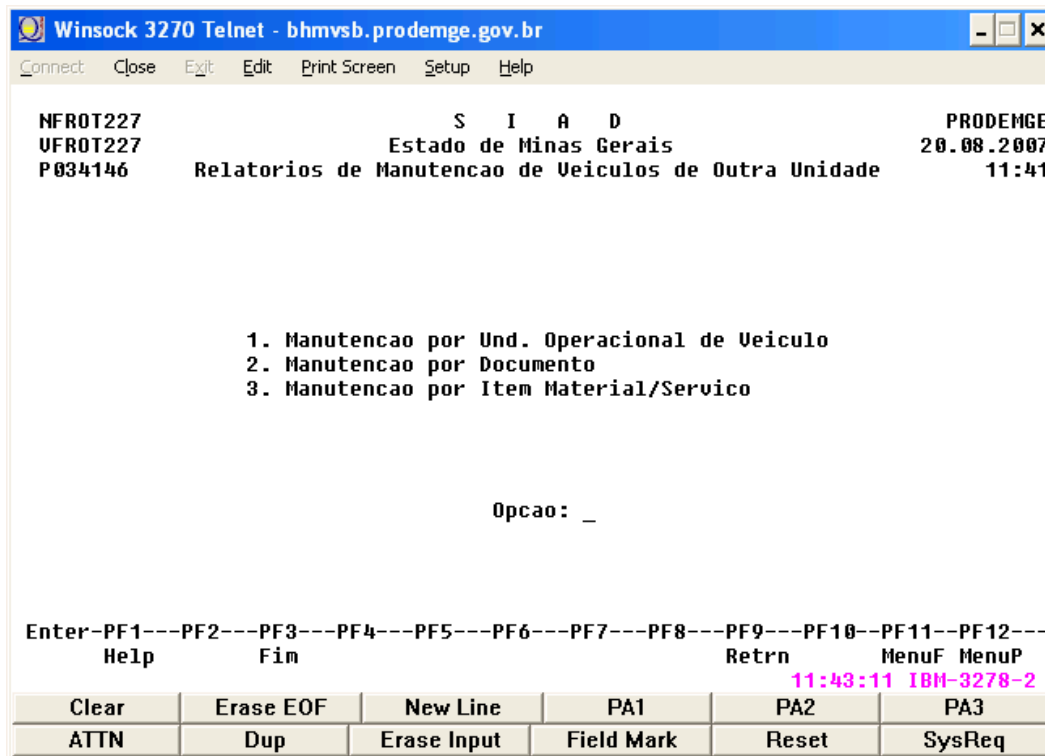 Winsock 3270 Telnet - bhmvsb.prodemge.gov.br
Connect Close Exit Edit Print Screen Setup Help
NFROT227 S I A D PRODEMGE
VFROT227 Estado de Minas Gerais 20.08.2007
P034146 Relatorios de Manutencao de Veiculos de Outra Unidade 11:41
1. Manutencao por Und. Operacional de Veiculo
2. Manutencao por Documento
3. Manutencao por Item Material/Servico
Opcao: _
Enter-PF1---PF2---PF3---PF4---PF5---PF6---PF7---PF8---PF9---PF10--PF11--PF12---
Help Fim Retrn MenuF MenuP
11:43:11 IBM-3278-2
Clear Erase EOF New Line PA1 PA2 PA3
ATTN Dup Erase Input Field Mark Reset SysReq